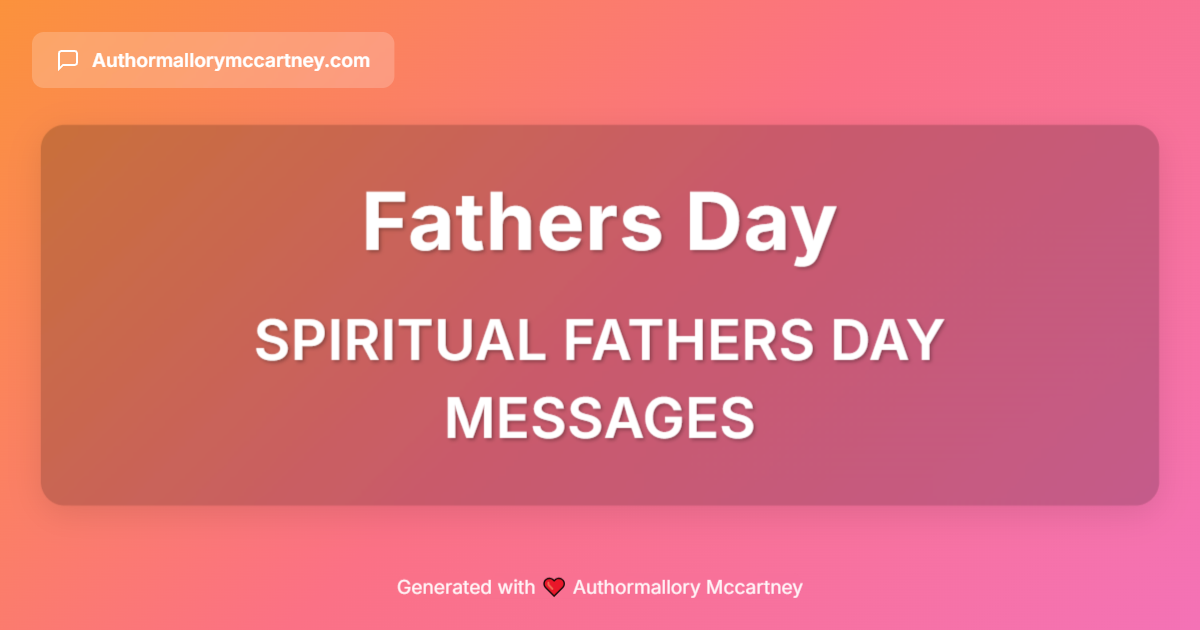 Authormallorymccartney.com
Fathers Day
SPIRITUAL FATHERS DAY
MESSAGES
Generated with ❤️ Authormallory Mccartney